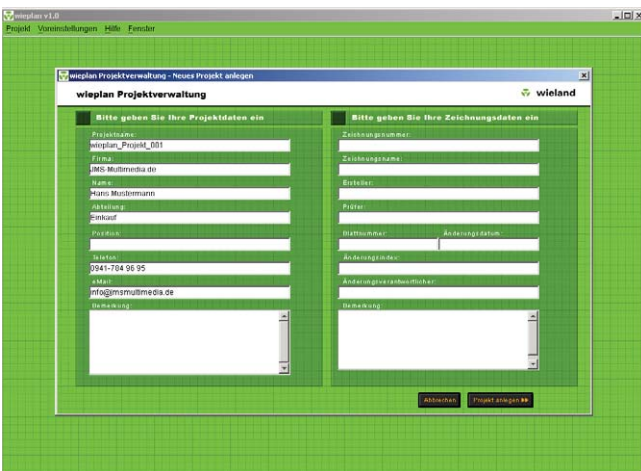 wieplan v1.0
Projekt Voreinstellungen Hilfe Fenster
wieplan Projektverwaltung - Neues Projekt anlegen
wieplan Projektverwaltung
wieland
Bitte geben Sie Ihre Projektdaten ein
Projektname:
wieplan_Projekt_001
Firma:
JMS-Multimedia.de
Name:
Hans Mustermann
Abteilung:
Einkauf
Position:
Telefon:
0941-784 96 95
eMail:
info@jmsmultimedia.de
Bemerkung:
Bitte geben Sie Ihre Zeichnungsdaten ein
Zeichnungsnummer:
Zeichnungsname:
Ersteller:
Prüfer:
Blattnummer: Änderungsdatum:
Änderungsindex:
Änderungsverantwortlicher:
Bemerkung:
Abbrechen Projekt anlegen